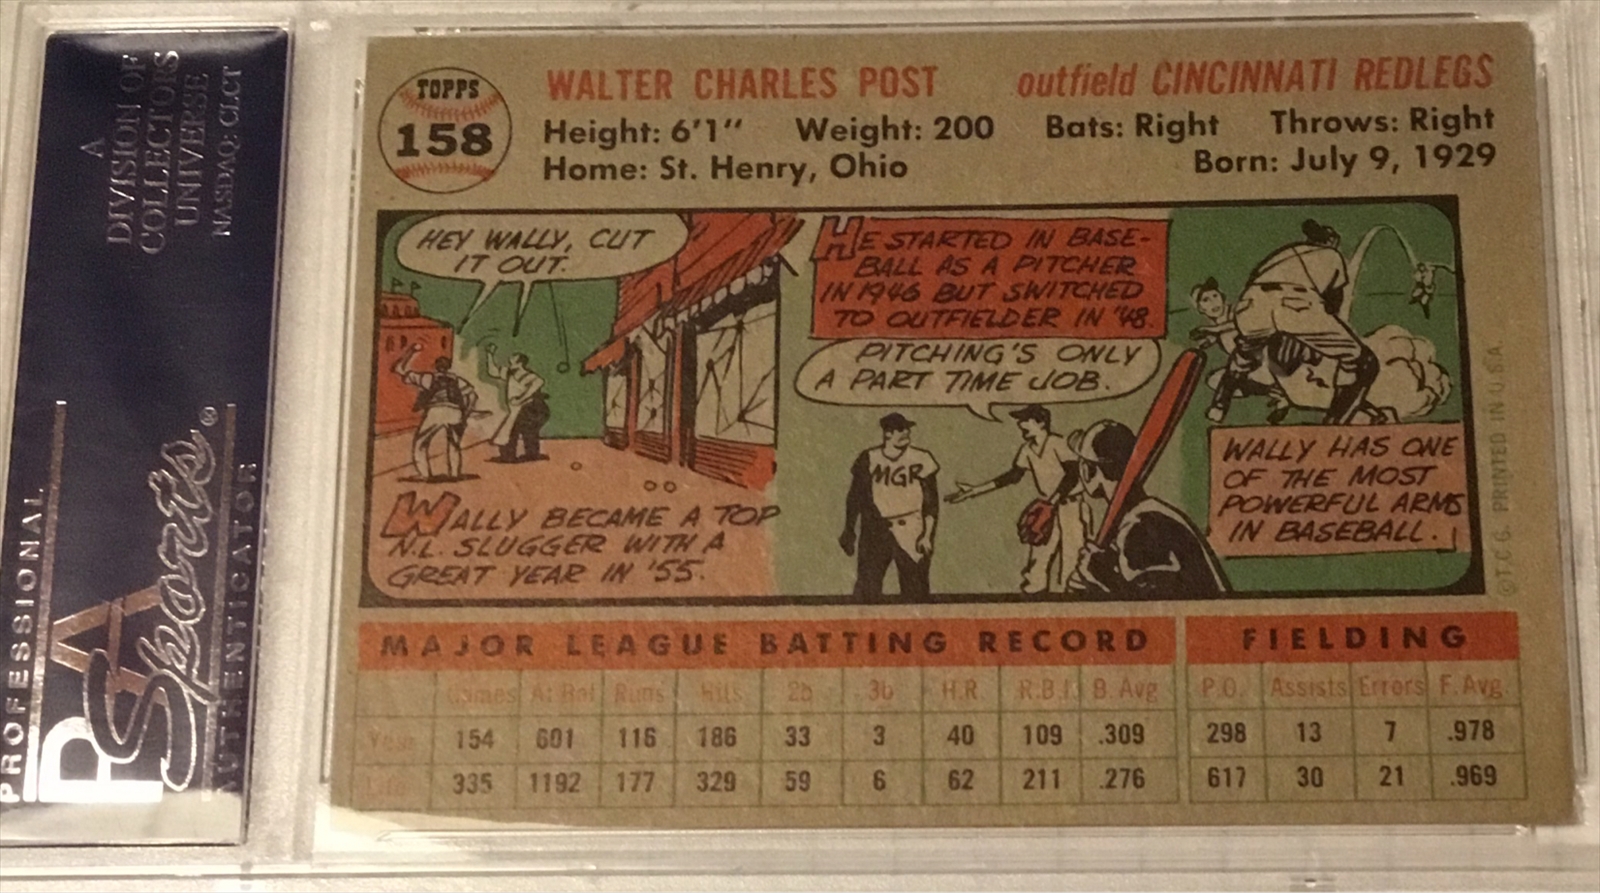 A
DIVISION OF
COLLECTORS
UNIVERSE
NASDAQ: CLCT
PROFESSIONAL
PSA
Sports®
AUTHENTICATOR
TOPPS
158
WALTER CHARLES POST outfield CINCINNATI REDLEGS
Height: 6'1" Weight: 200 Bats: Right Throws: Right
Home: St. Henry, Ohio Born: July 9, 1929
HEY WALLY, CUT
IT OUT.
WALLY BECAME A TOP
N.L. SLUGGER WITH A
GREAT YEAR IN '55.
HE STARTED IN BASE-
BALL AS A PITCHER
IN 1946 BUT SWITCHED
TO OUTFIELDER IN '48.
PITCHING'S ONLY
A PART TIME JOB.
MGR
WALLY HAS ONE
OF THE MOST
POWERFUL ARMS
IN BASEBALL.
©T.C.G. PRINTED IN U.S.A.
MAJOR LEAGUE BATTING RECORD FIELDING
Games At Bat Runs Hits 2b 3b H.R. R.B.I. B. Avg. P.O. Assists Errors F. Avg.
Year 154 601 116 186 33 3 40 109 .309 298 13 7 .978
Life 335 1192 177 329 59 6 62 211 .276 617 30 21 .969